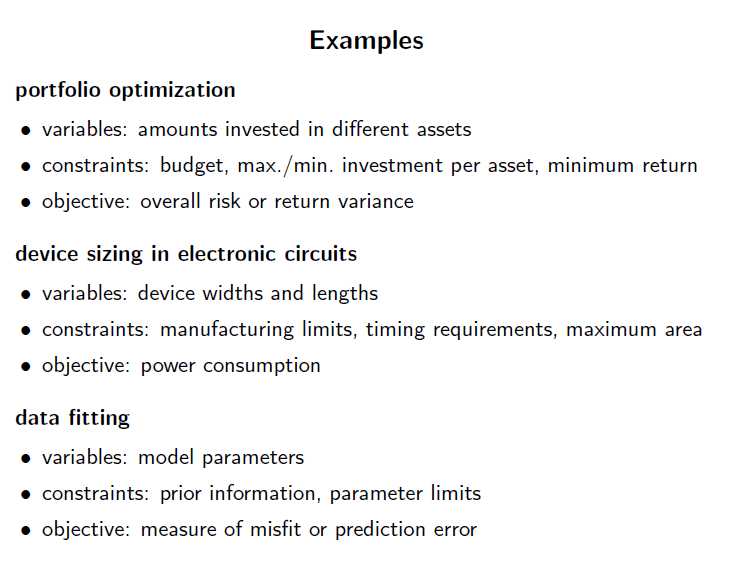 Examples
portfolio optimization
• variables: amounts invested in different assets
• constraints: budget, max./min. investment per asset, minimum return
• objective: overall risk or return variance
device sizing in electronic circuits
• variables: device widths and lengths
• constraints: manufacturing limits, timing requirements, maximum area
• objective: power consumption
data fitting
• variables: model parameters
• constraints: prior information, parameter limits
• objective: measure of misfit or prediction error